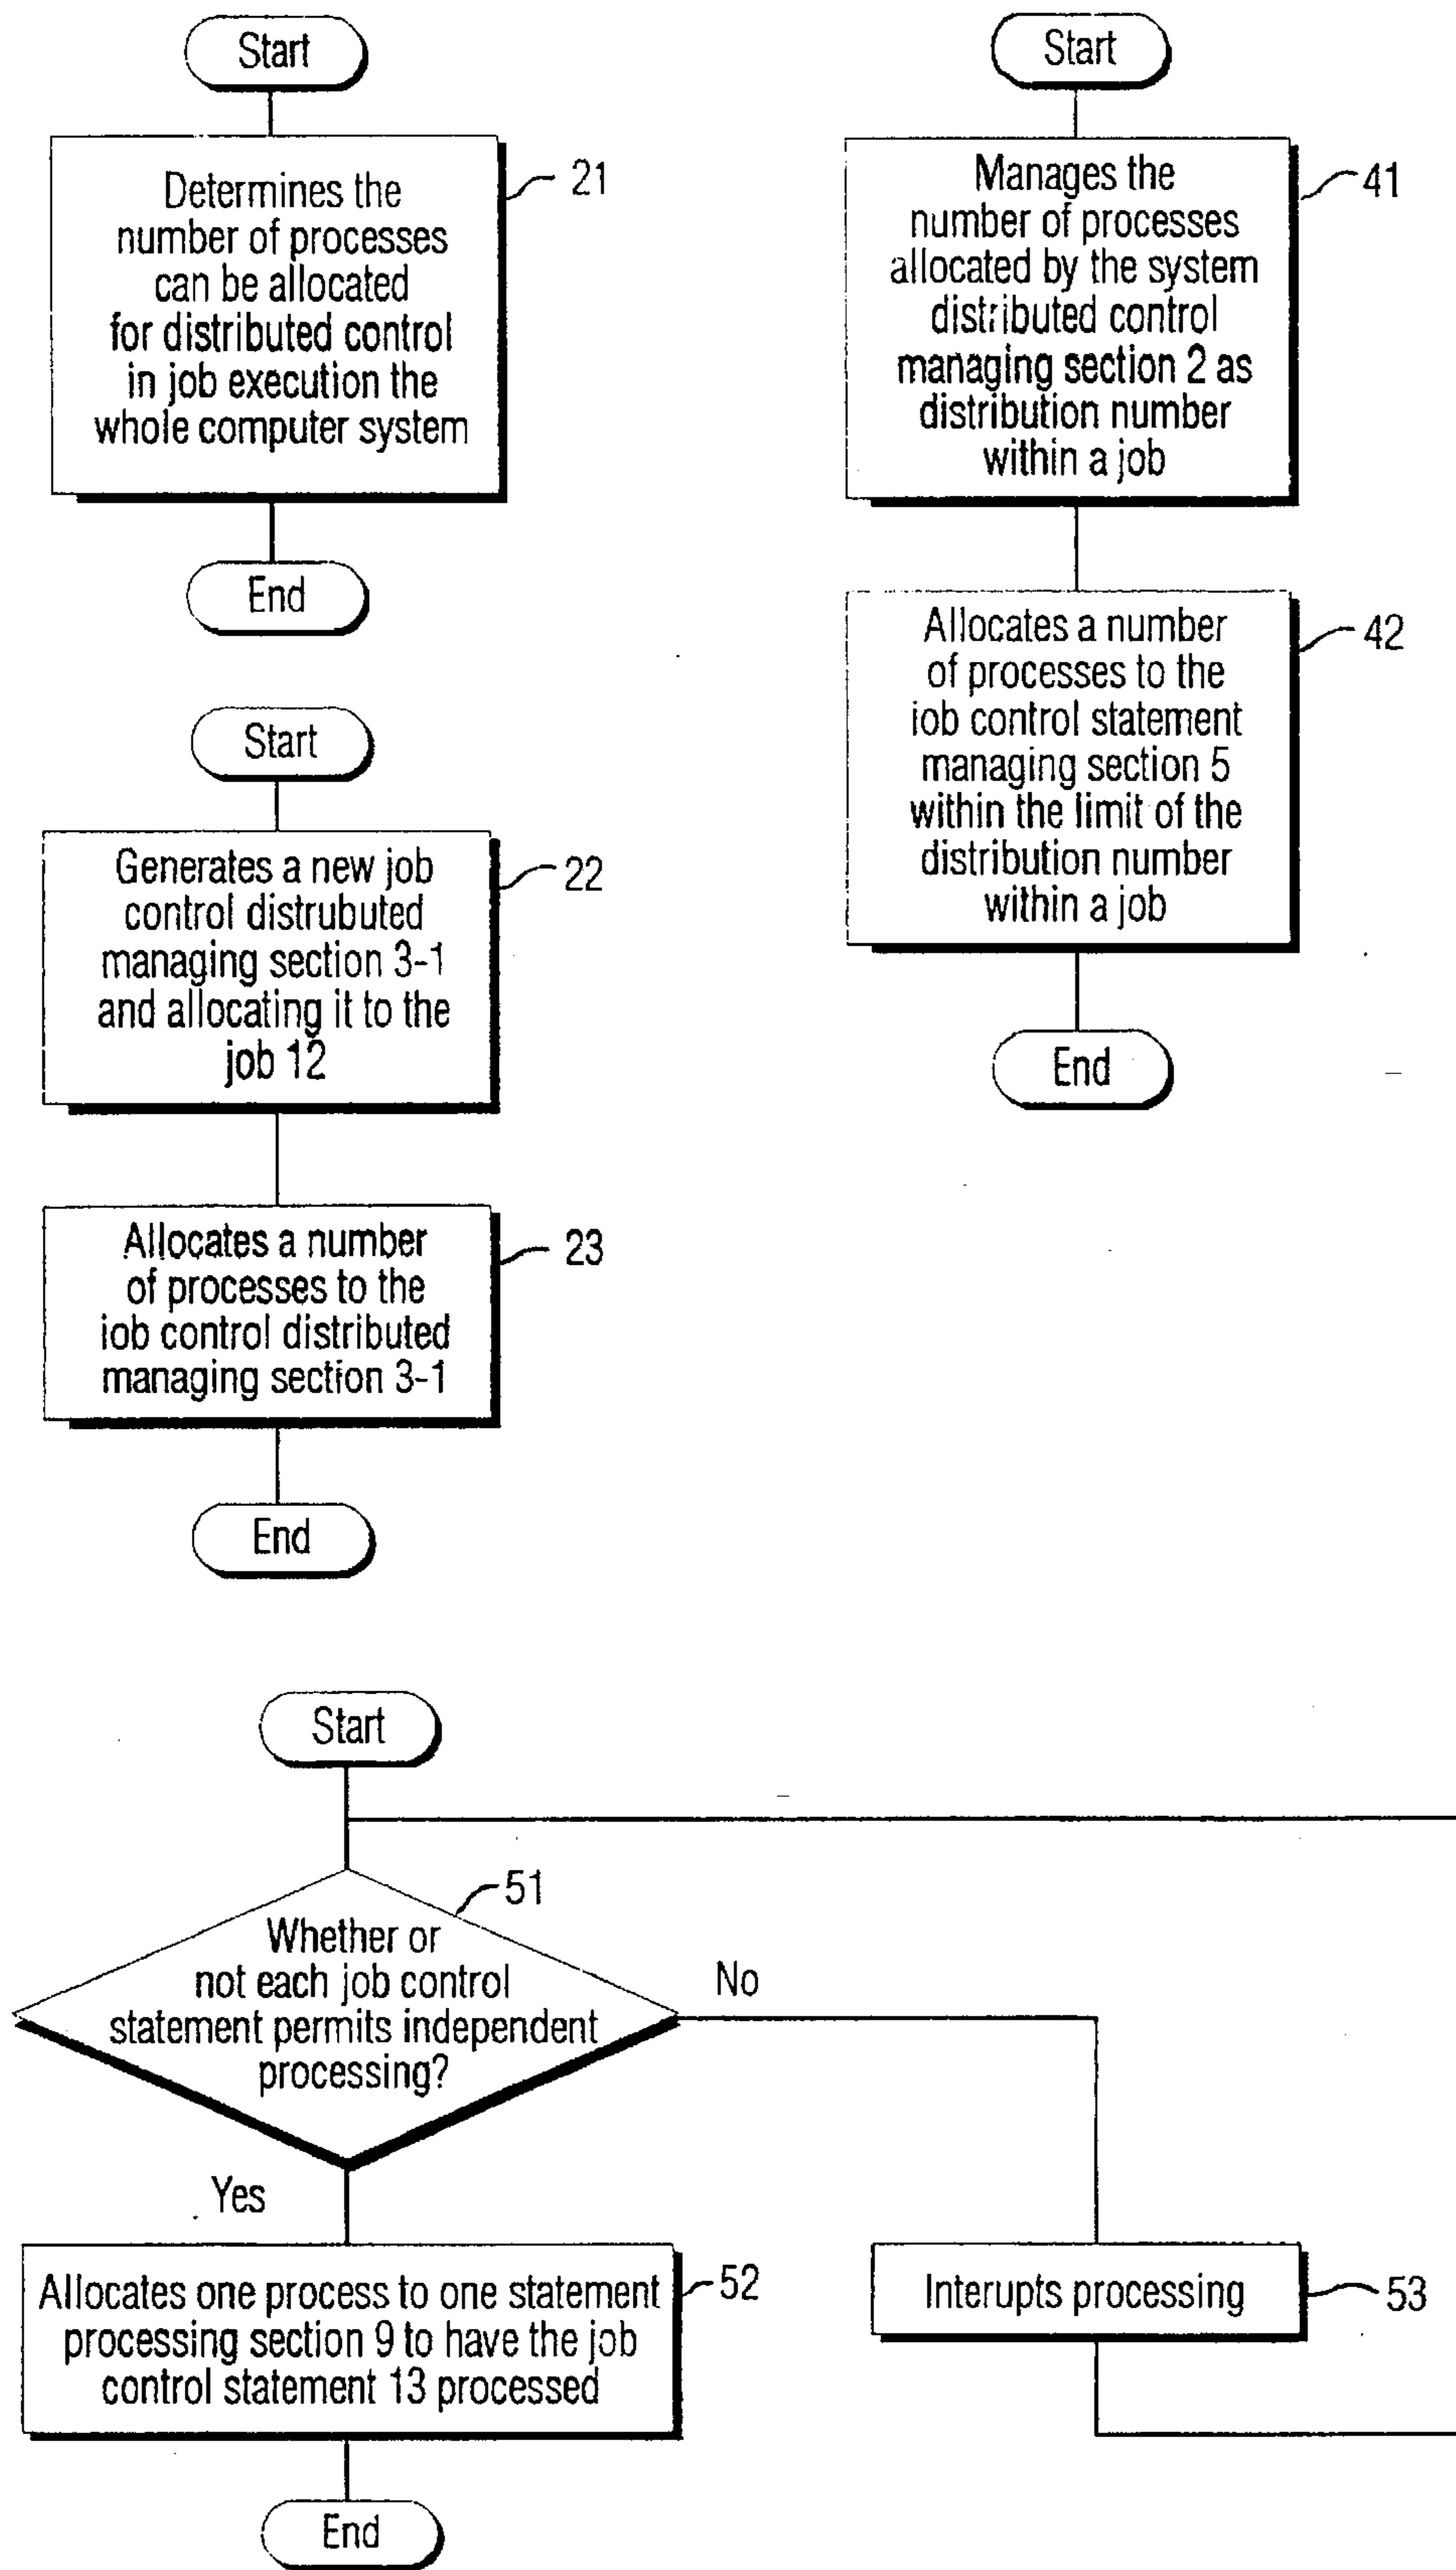 Start
Determines the
number of processes
can be allocated
for distributed control
in job execution the
whole computer system
21
End
Start
Generates a new job
control distrubuted
managing section 3-1
and allocating it to the
job 12
22
Allocates a number
of processes to the
iob control distributed
managing section 3-1
23
End
Start
Manages the
number of processes
allocated by the system
distributed control
managing section 2 as
distribution number
within a job
41
Allocates a number
of processes to the
iob control statement
managing section 5
within the limit of the
distribution number
within a job
42
End
Start
51
Whether or
not each job control
statement permits independent
processing?
No
Yes
Allocates one process to one statement
processing section 9 to have the job
control statement 13 processed
52
Interupts processing
53
End